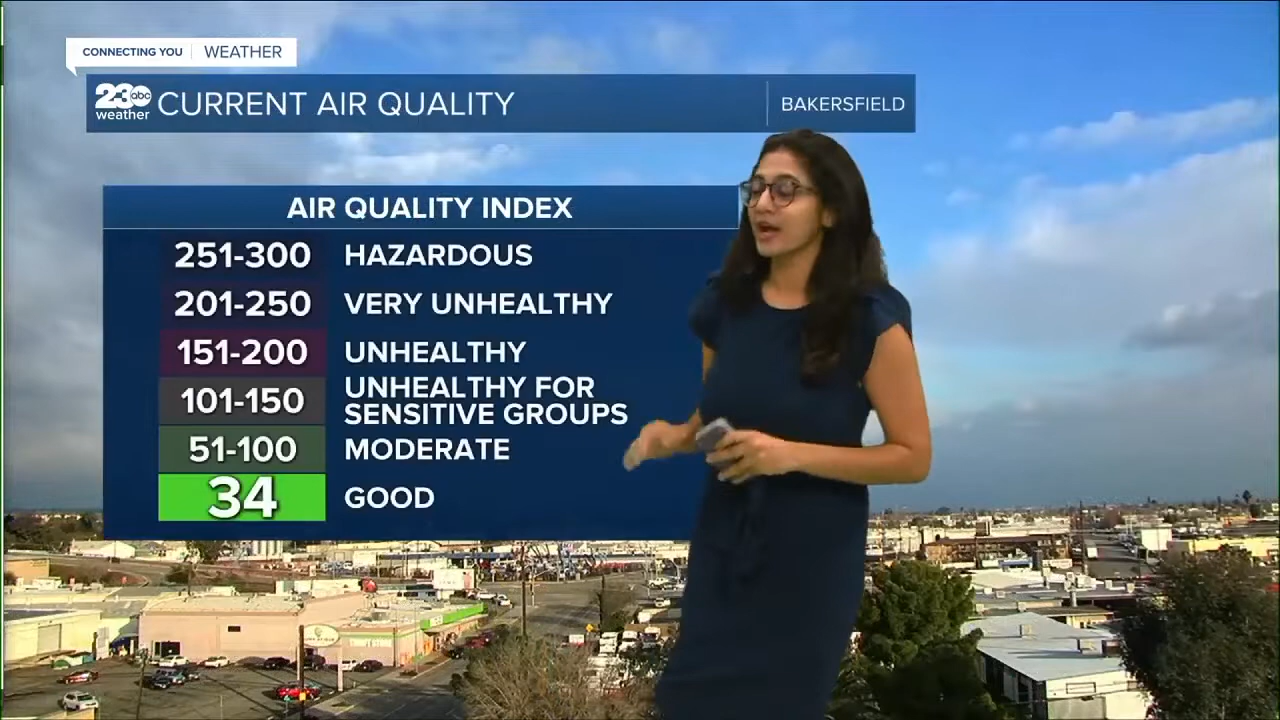 CONNECTING YOU
WEATHER
23 abc
weather
CURRENT AIR QUALITY
BAKERSFIELD
AIR QUALITY INDEX
251-300 HAZARDOUS
201-250 VERY UNHEALTHY
151-200 UNHEALTHY
101-150 UNHEALTHY FOR
SENSITIVE GROUPS
51-100 MODERATE
34 GOOD